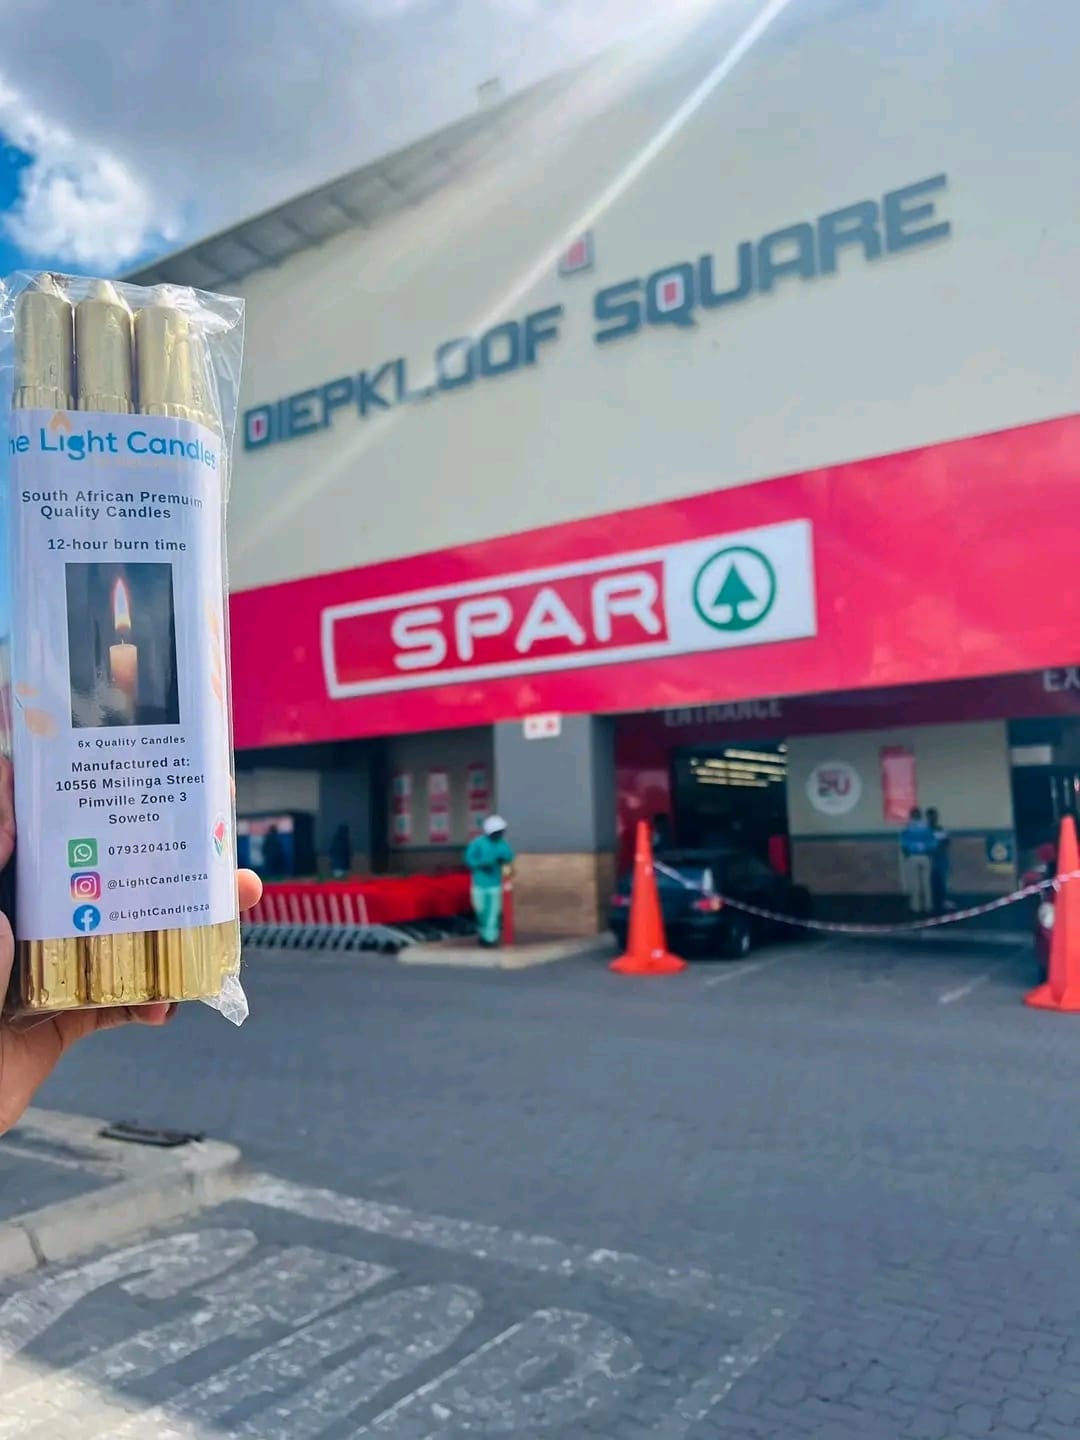 DIEPKLOOF SQUARE
SPAR
ENTRANCE
he Light Candles
South African Premuim
Quality Candles
12-hour burn time
6x Quality Candles
Manufactured at:
10556 Msilinga Street
Pimville Zone 3
Soweto
0793204106
@LightCandlesza
@LightCandlesza